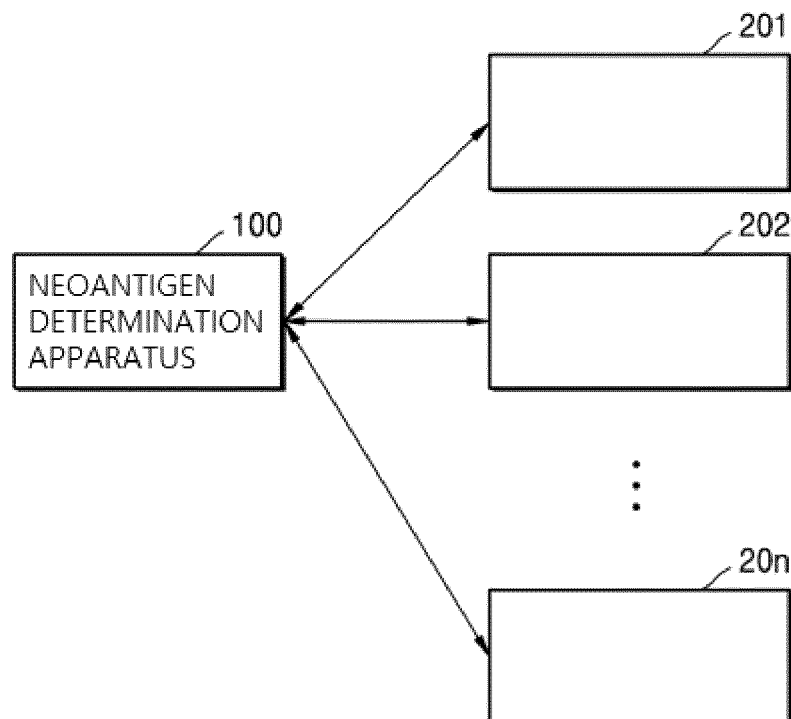 201
100
202
NEOANTIGEN
DETERMINATION
APPARATUS
20n